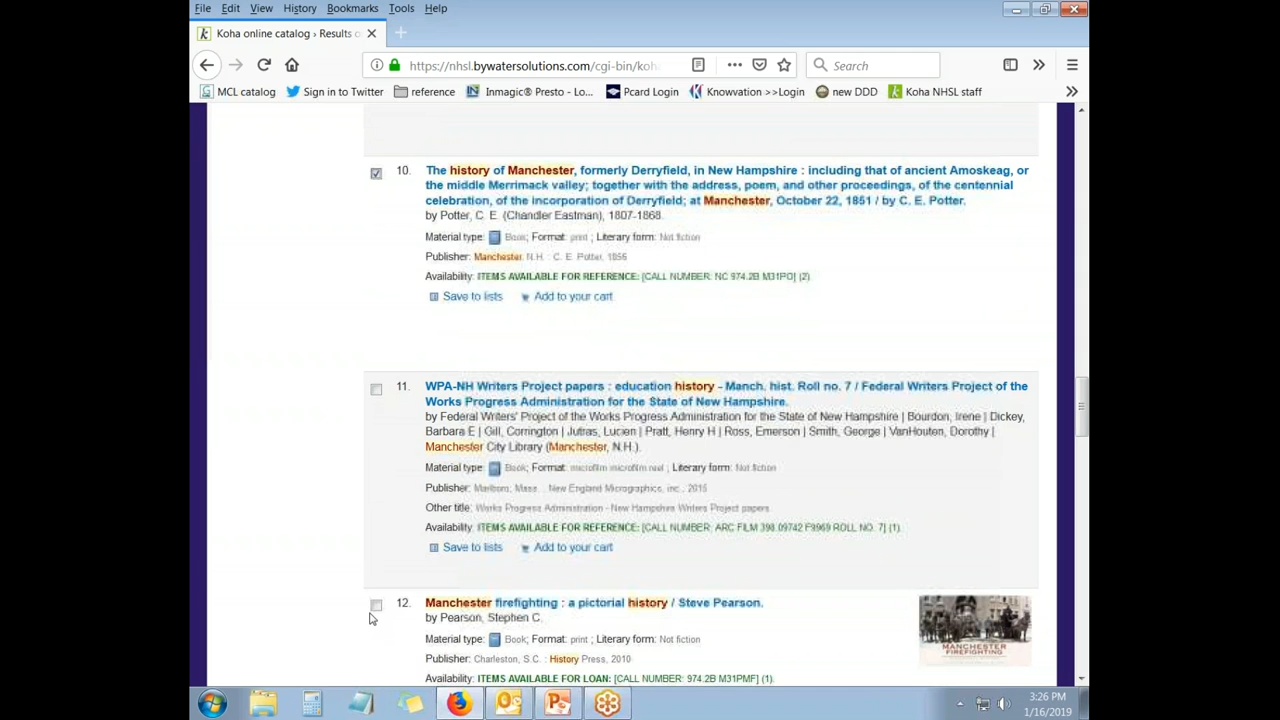 File Edit View History Bookmarks Tools Help
Koha online catalog › Results o
https://nhsl.bywatersolutions.com/cgi-bin/koh
Search
MCL catalog Sign in to Twitter reference Inmagic® Presto - Lo... Pcard Login Knowvation >>Login new DDD Koha NHSL staff
10. The history of Manchester, formerly Derryfield, in New Hampshire : including that of ancient Amoskeag, or
the middle Merrimack valley; together with the address, poem, and other proceedings, of the centennial
celebration, of the incorporation of Derryfield; at Manchester, October 22, 1851 / by C. E. Potter.
by Potter, C. E. (Chandler Eastman), 1807-1868.
Material type: Book; Format: print ; Literary form: Not fiction
Publisher: Manchester, N.H. : C. E. Potter, 1856
Availability: ITEMS AVAILABLE FOR REFERENCE: [CALL NUMBER: NC 974.2B M31PO] (2).
Save to lists Add to your cart
11. WPA-NH Writers Project papers : education history - Manch. hist. Roll no. 7 / Federal Writers Project of the
Works Progress Administration for the State of New Hampshire.
by Federal Writers' Project of the Works Progress Administration for the State of New Hampshire | Bourdon, Irene | Dickey,
Barbara E | Gill, Corrington | Jutras, Lucien | Pratt, Henry H | Ross, Emerson | Smith, George | VanHouten, Dorothy |
Manchester City Library (Manchester, N.H.).
Material type: Book; Format: microfilm microfilm reel ; Literary form: Not fiction
Publisher: Marlboro, Mass. : New England Micrographics, inc., 2015
Other title: Works Progress Administration - New Hampshire Writers Project papers.
Availability: ITEMS AVAILABLE FOR REFERENCE: [CALL NUMBER: ARC FILM 398.09742 F9969 ROLL NO. 7] (1).
Save to lists Add to your cart
12. Manchester firefighting : a pictorial history / Steve Pearson.
by Pearson, Stephen C.
Material type: Book; Format: print ; Literary form: Not fiction
Publisher: Charleston, S.C. : History Press, 2010
Availability: ITEMS AVAILABLE FOR LOAN: [CALL NUMBER: 974.2B M31PMF] (1).
MANCHESTER
FIREFIGHTING
3:26 PM
1/16/2019